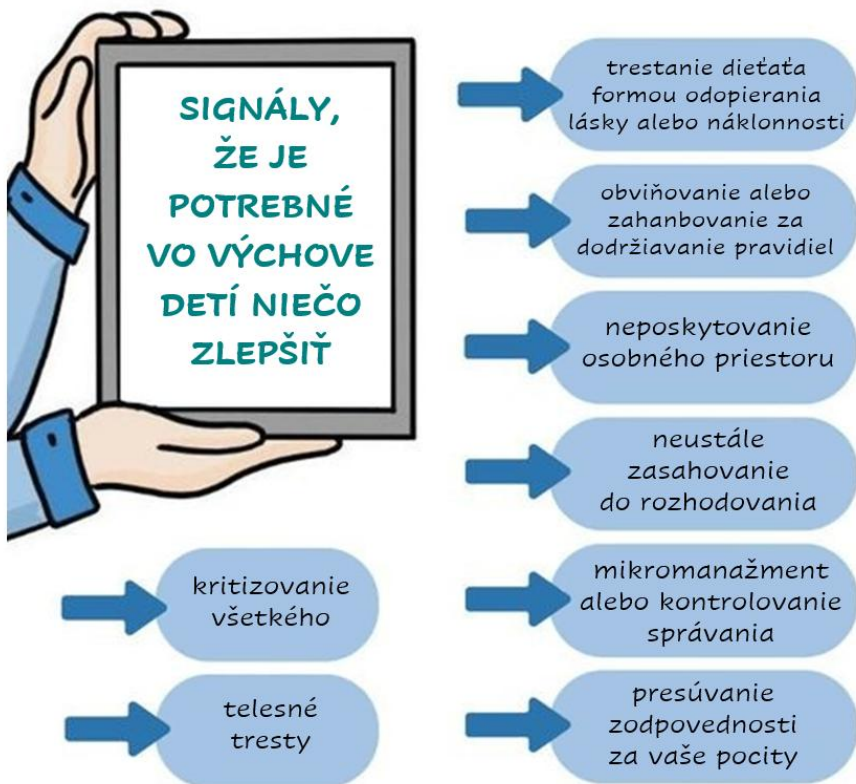 SIGNÁLY,
ŽE JE
POTREBNÉ
VO VÝCHOVE
DETÍ NIEČO
ZLEPŠIŤ
trestanie dieťaťa
formou odopierania
lásky alebo náklonnosti
obviňovanie alebo
zahanbovanie za
dodržiavanie pravidiel
neposkytovanie
osobného priestoru
neustále
zasahovanie
do rozhodovania
mikromanažment
alebo kontrolovanie
správania
presúvanie
zodpovednosti
za vaše pocity
kritizovanie
všetkého
telesné
tresty